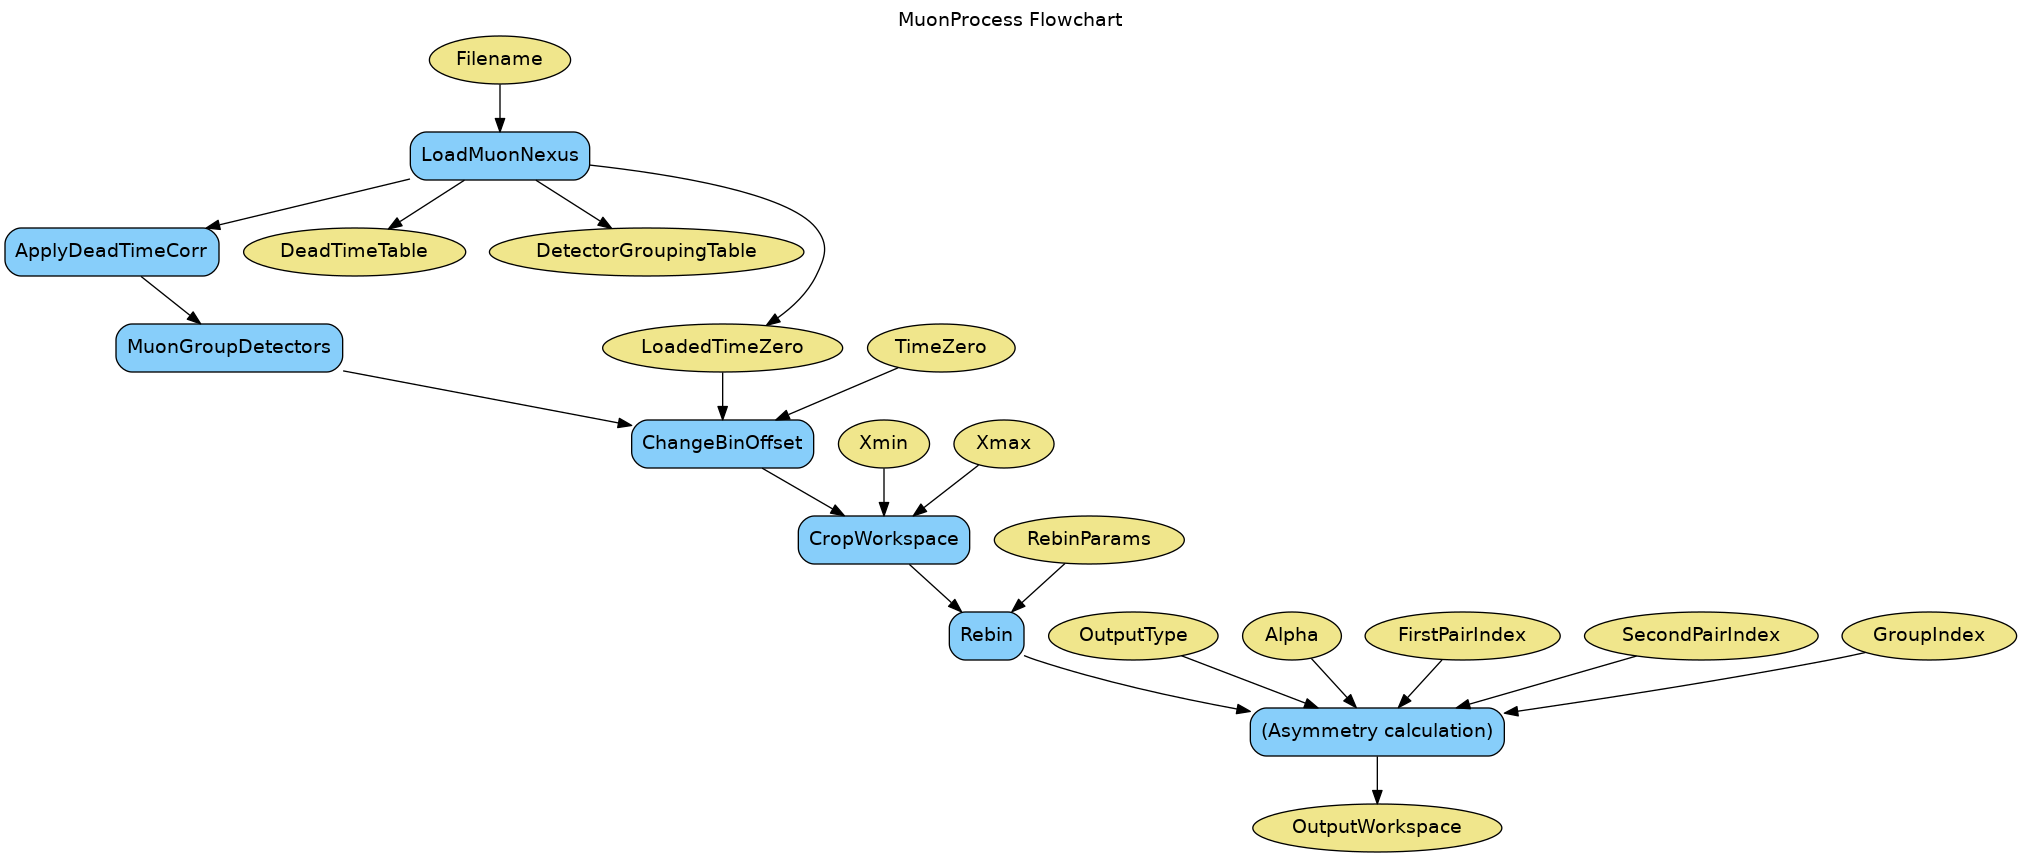 MuonProcess Flowchart
Filename
LoadMuonNexus
ApplyDeadTimeCorr
DeadTimeTable
DetectorGroupingTable
MuonGroupDetectors
LoadedTimeZero
TimeZero
ChangeBinOffset
Xmin
Xmax
CropWorkspace
RebinParams
Rebin
OutputType
Alpha
FirstPairIndex
SecondPairIndex
GroupIndex
(Asymmetry calculation)
OutputWorkspace